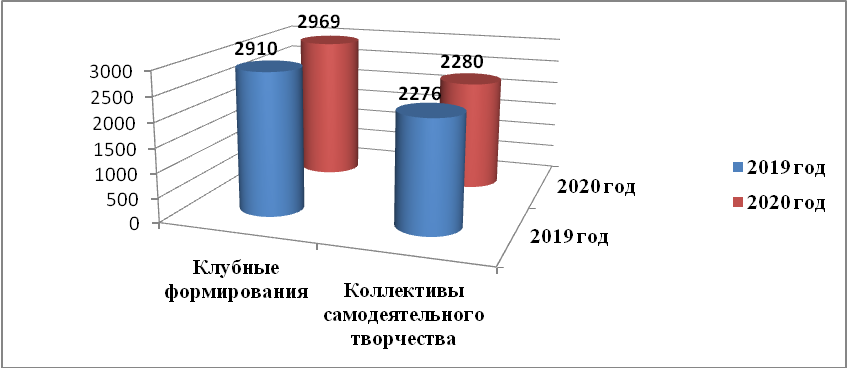 2969
2910
2280
2276
3000
2500
2000
1500
1000
500
0
2020 год
2019 год
Клубные
формирования
Коллективы
самодеятельного
творчества
2019 год
2020 год